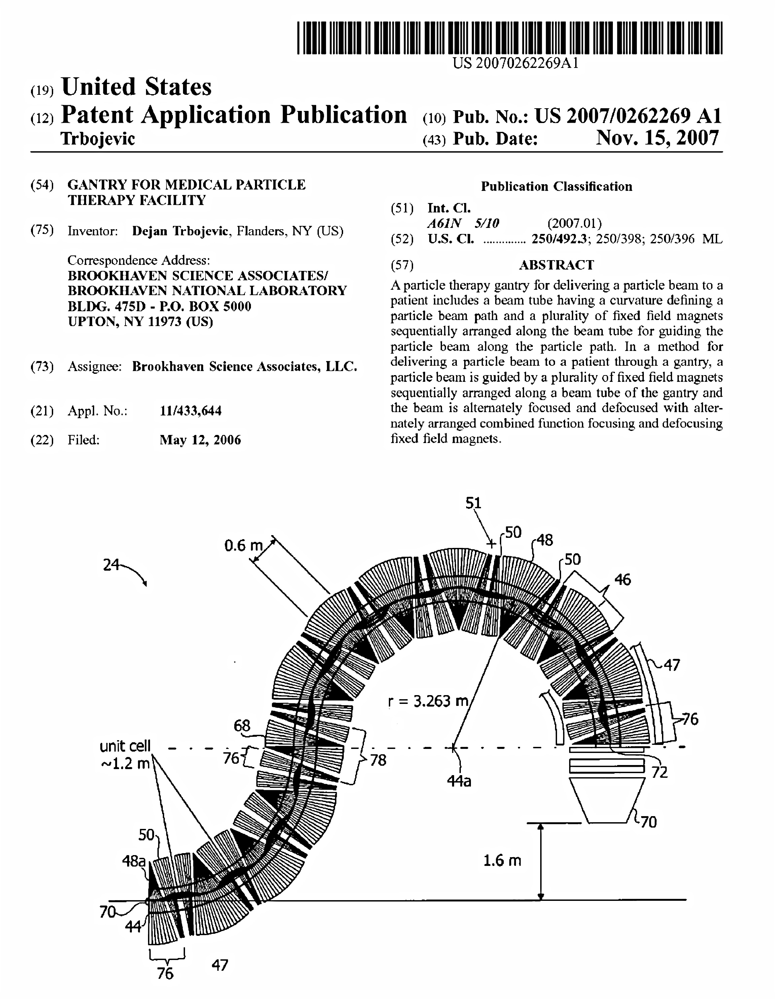 US 20070262269A1
(19) United States
(12) Patent Application Publication
Trbojevic
(10) Pub. No.: US 2007/0262269 A1
(43) Pub. Date: Nov. 15, 2007
(54) GANTRY FOR MEDICAL PARTICLE
THERAPY FACILITY
(75) Inventor: Dejan Trbojevic, Flanders, NY (US)
Correspondence Address:
BROOKHAVEN SCIENCE ASSOCIATES/
BROOKHAVEN NATIONAL LABORATORY
BLDG. 475D - P.O. BOX 5000
UPTON, NY 11973 (US)
(73) Assignee: Brookhaven Science Associates, LLC.
(21) Appl. No.: 11/433,644
(22) Filed: May 12, 2006
Publication Classification
(51) Int. Cl.
A61N 5/10 (2007.01)
(52) U.S. Cl. .............. 250/492.3; 250/398; 250/396 ML
(57) ABSTRACT
A particle therapy gantry for delivering a particle beam to a
patient includes a beam tube having a curvature defining a
particle beam path and a plurality of fixed field magnets
sequentially arranged along the beam tube for guiding the
particle beam along the particle path. In a method for
delivering a particle beam to a patient through a gantry, a
particle beam is guided by a plurality of fixed field magnets
sequentially arranged along a beam tube of the gantry and
the beam is alternately focused and defocused with alter-
nately arranged combined function focusing and defocusing
fixed field magnets.
51
50
48
0.6 m
50
24
46
47
r = 3.263 m
76
68
unit cell
~1.2 m
76
78
72
44a
70
50
1.6 m
48a
70
44
47
76